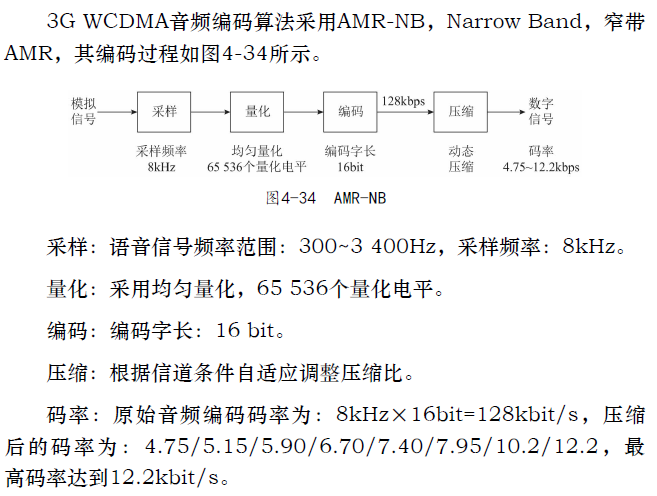 3G WCDMA音频编码算法采用AMR-NB，Narrow Band，窄带
AMR，其编码过程如图4-34所示。
模拟
信号
采样
量化
编码
128kbps
压缩
数字
信号
采样频率
8kHz
均匀量化
65 536个量化电平
编码字长
16bit
动态
压缩
码率
4.75~12.2kbps
图4-34 AMR-NB
采样：语音信号频率范围：300~3 400Hz，采样频率：8kHz。
量化：采用均匀量化，65 536个量化电平。
编码：编码字长：16 bit。
压缩：根据信道条件自适应调整压缩比。
码率：原始音频编码码率为：8kHz×16bit=128kbit/s，压缩
后的码率为：4.75/5.15/5.90/6.70/7.40/7.95/10.2/12.2，最
高码率达到12.2kbit/s。